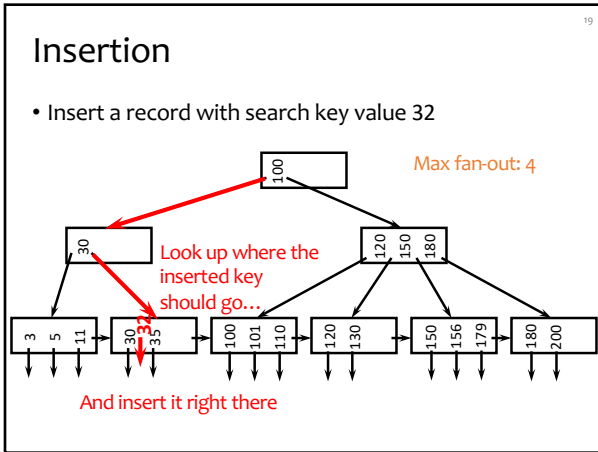 19
Insertion
• Insert a record with search key value 32
Max fan-out: 4
100
30
120 150 180
Look up where the
inserted key
should go…
3 5 11
30 32 35
100 101 110
120 130
150 156 179
180 200
And insert it right there